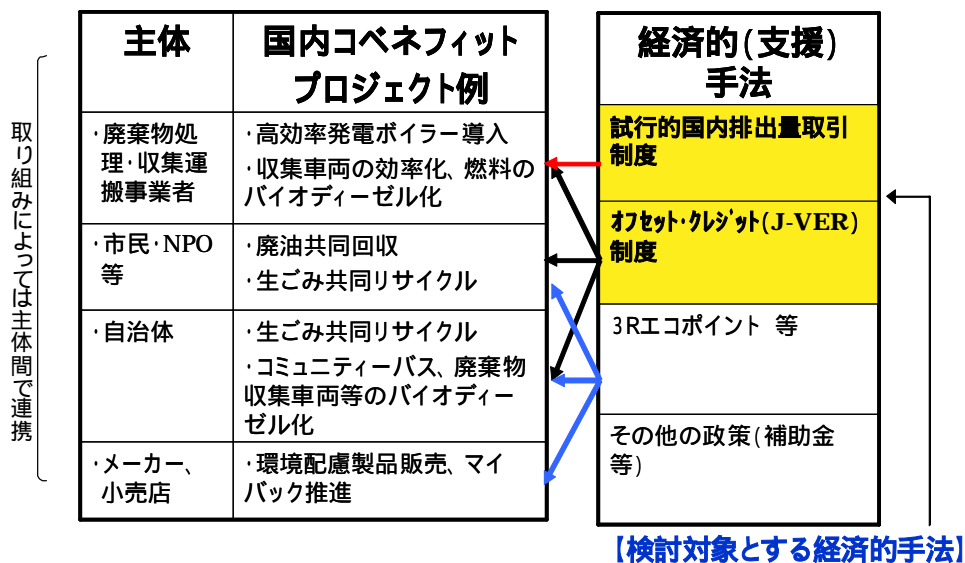 取り組みによっては主体間で連携
主体
国内コベネフィット
プロジェクト例
・廃棄物処
理・収集運
搬事業者
・高効率発電ボイラー導入
・収集車両の効率化、燃料の
バイオディーゼル化
・市民・NPO
等
・廃油共同回収
・生ごみ共同リサイクル
・自治体
・生ごみ共同リサイクル
・コミュニティーバス、廃棄物
収集車両等のバイオディー
ゼル化
・メーカー、
小売店
・環境配慮製品販売、マイ
バック推進
経済的(支援)
手法
試行的国内排出量取引
制度
オフセット・クレジット(J-VER)
制度
3Rエコポイント 等
その他の政策(補助金
等)
【検討対象とする経済的手法】